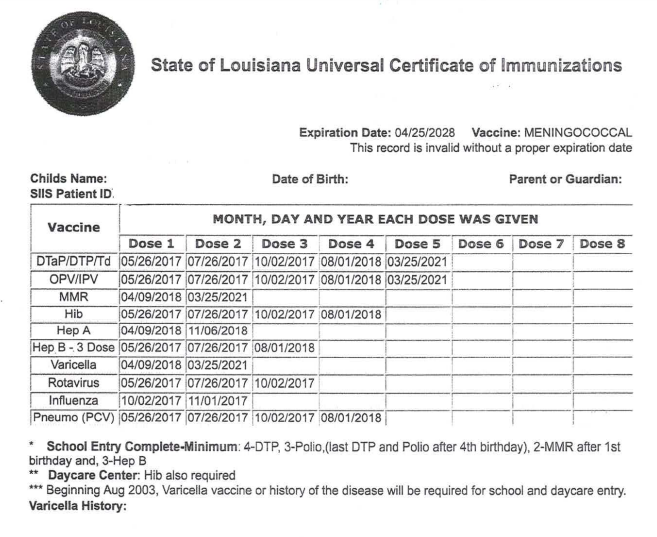 STATE OF LOUISIANA
State of Louisiana Universal Certificate of Immunizations
Expiration Date: 04/25/2028 Vaccine: MENINGOCOCCAL
This record is invalid without a proper expiration date
Childs Name: Date of Birth: Parent or Guardian:
SIIS Patient ID:
Vaccine MONTH, DAY AND YEAR EACH DOSE WAS GIVEN
Dose 1 Dose 2 Dose 3 Dose 4 Dose 5 Dose 6 Dose 7 Dose 8
DTaP/DTP/Td 05/26/2017 07/26/2017 10/02/2017 08/01/2018 03/25/2021
OPV/IPV 05/26/2017 07/26/2017 10/02/2017 08/01/2018 03/25/2021
MMR 04/09/2018 03/25/2021
Hib 05/26/2017 07/26/2017 10/02/2017 08/01/2018
Hep A 04/09/2018 11/06/2018
Hep B - 3 Dose 05/26/2017 07/26/2017 08/01/2018
Varicella 04/09/2018 03/25/2021
Rotavirus 05/26/2017 07/26/2017 10/02/2017
Influenza 10/02/2017 11/01/2017
Pneumo (PCV) 05/26/2017 07/26/2017 10/02/2017 08/01/2018
* School Entry Complete-Minimum: 4-DTP, 3-Polio,(last DTP and Polio after 4th birthday), 2-MMR after 1st
birthday and, 3-Hep B
** Daycare Center: Hib also required
*** Beginning Aug 2003, Varicella vaccine or history of the disease will be required for school and daycare entry.
Varicella History: